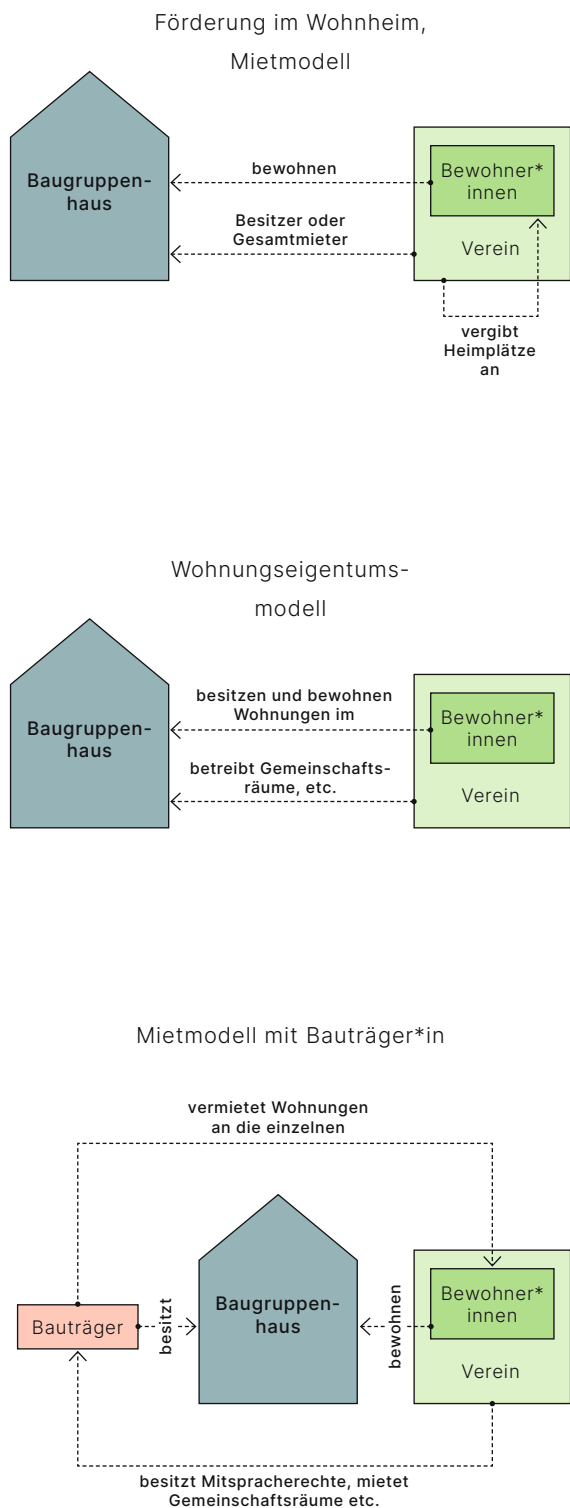 Förderung im Wohnheim,
Mietmodell
Baugruppen-
haus
bewohnen
Besitzer oder
Gesamtmieter
Bewohner*
innen
Verein
vergibt
Heimplätze
an
Wohnungseigentums-
modell
Baugruppen-
haus
besitzen und bewohnen
Wohnungen im
betreibt Gemeinschafts-
räume, etc.
Bewohner*
innen
Verein
Mietmodell mit Bauträger*in
vermietet Wohnungen
an die einzelnen
Bauträger
besitzt
Baugruppen-
haus
bewohnen
Bewohner*
innen
Verein
besitzt Mitspracherechte, mietet
Gemeinschaftsräume etc.